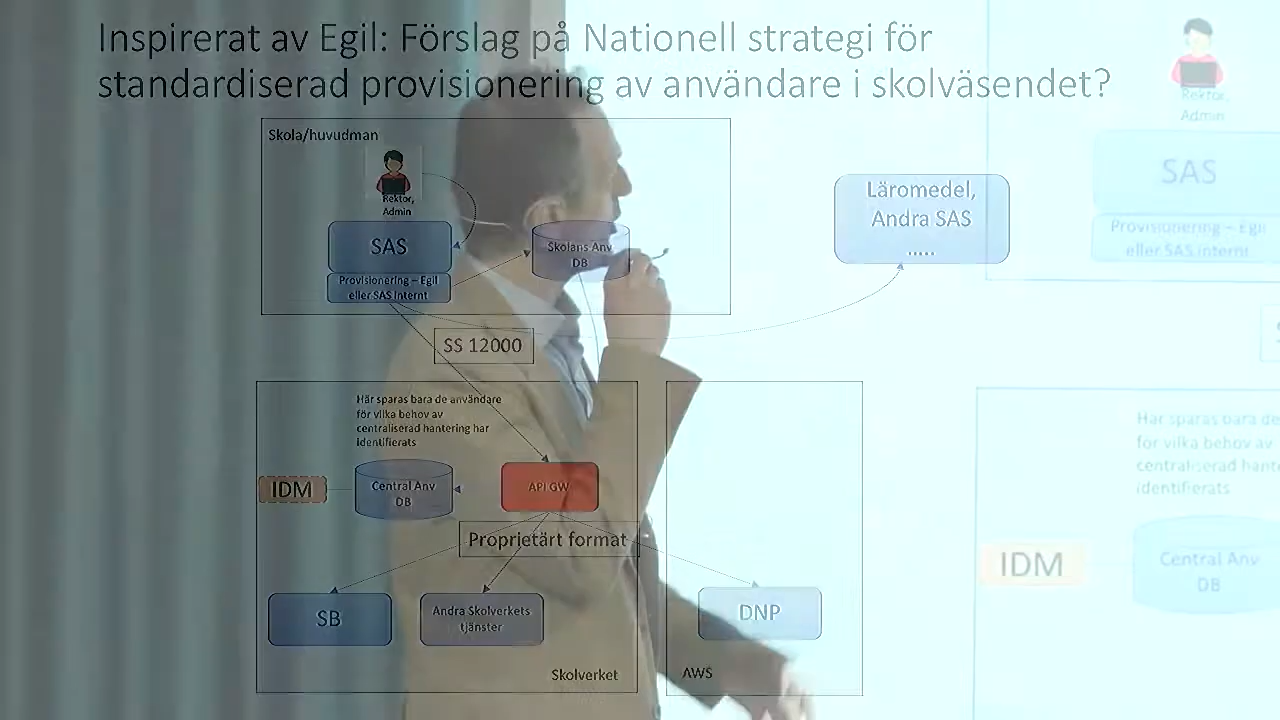 Inspirerat av Egil: Förslag på Nationell strategi för
standardiserad provisionering av användare i skolväsendet?
Skola/huvudman
Rektor,
Admin
SAS
Provisionering – Egil
eller SAS internt
Skolans Anv
DB
Läromedel,
Andra SAS
.....
Rektor,
Admin
SAS
Provisionering – Egil
eller SAS internt
SS 12000
Här sparas bara de användare
för vilka behov av
centraliserad hantering har
identifierats
IDM
Central Anv
DB
API GW
Proprietärt format
SB
Andra Skolverkets
tjänster
Skolverket
DNP
AWS
Här sparas bara de
för vilka behov av
centraliserad
identifierats
IDM
Central Anv
DB